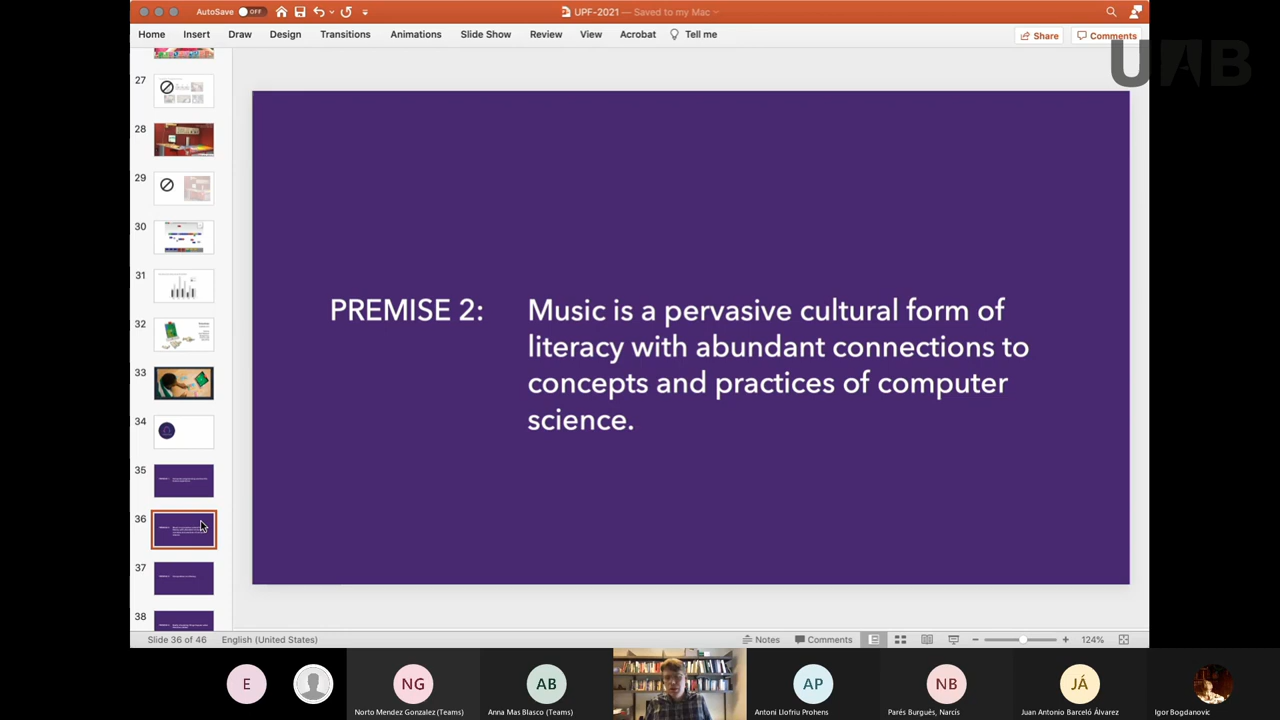 AutoSave OFF
UPF-2021 — Saved to my Mac
Home Insert Draw Design Transitions Animations Slide Show Review View Acrobat Tell me
Share Comments
UAB
27
28
29
30
31
32
33
34
35
36
37
38
PREMISE 2: Music is a pervasive cultural form of
literacy with abundant connections to
concepts and practices of computer
science.
Slide 36 of 46 English (United States)
Notes Comments 124%
E
NG
AB
AP
NB
JÁ
Norto Mendez Gonzalez (Teams)
Anna Mas Blasco (Teams)
Antoni Llofriu Prohens
Parés Burguès, Narcís
Juan Antonio Barceló Álvarez
Igor Bogdanovic